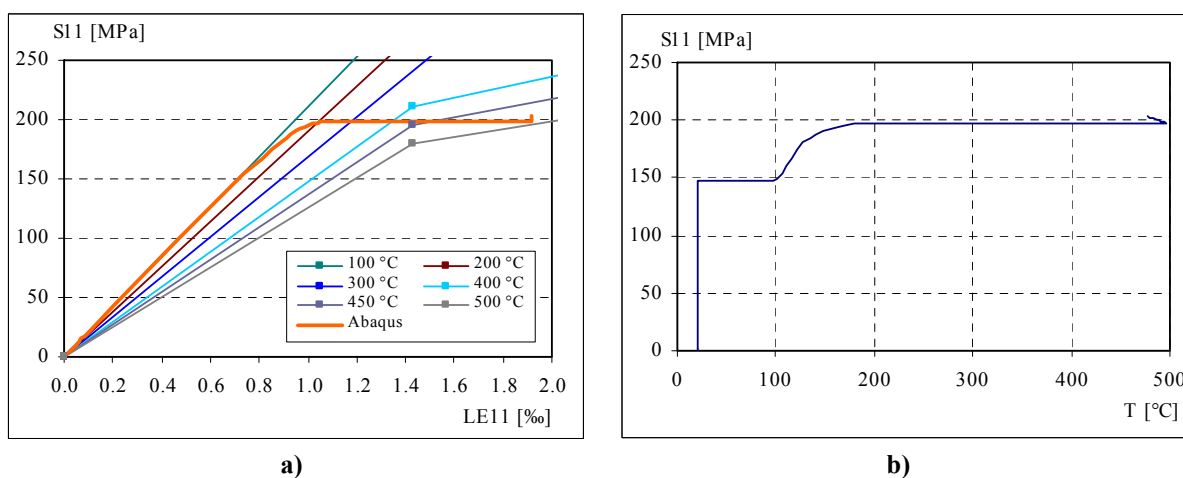 S11 [MPa]
250
200
150
100
50
0
0.0 0.2 0.4 0.6 0.8 1.0 1.2 1.4 1.6 1.8 2.0
LE11 [‰]
100 °C 200 °C
300 °C 400 °C
450 °C 500 °C
Abaqus
a)
S11 [MPa]
250
200
150
100
50
0
0 100 200 300 400 500
T [°C]
b)